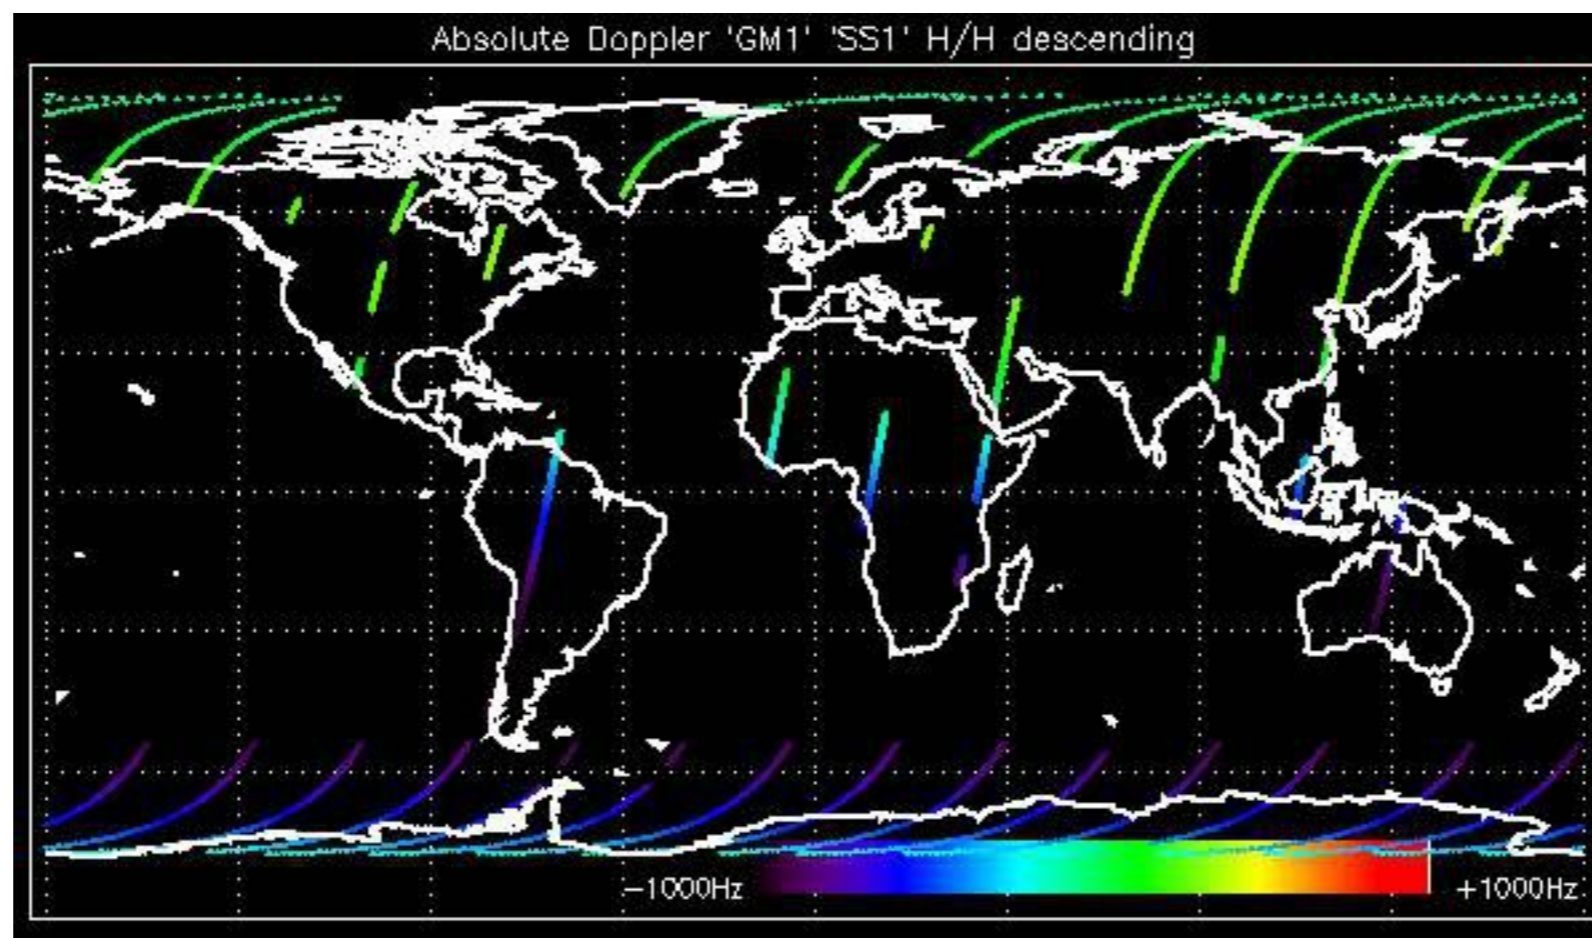 Absolute Doppler 'GM1' 'SS1' H/H descending
-1000Hz
+1000Hz